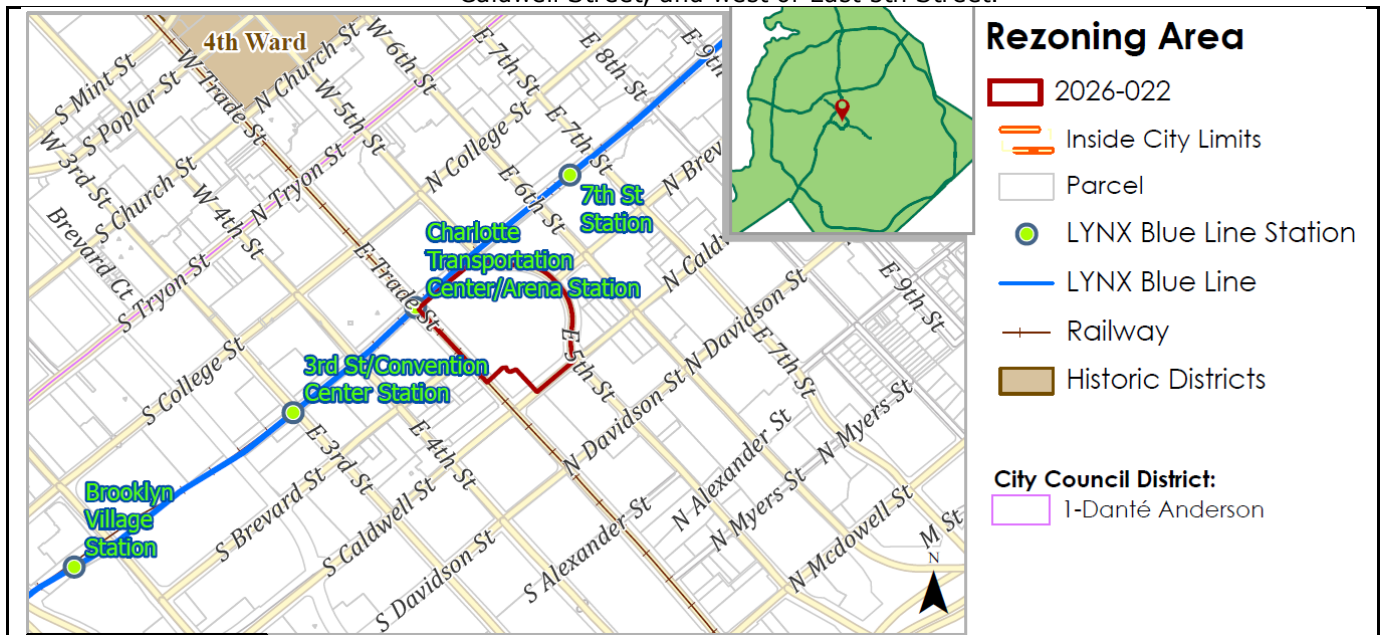 Caldwell Street, and west of East 5th Street.
4th Ward
S Mint St
S Poplar St
W Trade St
N Church St
W 6th St
E 7th St
E 8th St
E 9th
W 3rd St
S Church St
W 5th St
N College St
E 7th St
N Brev
Brevard Ct
W 4th St
N Tryon St
E 6th St
7th St
Station
S Tryon St
E Trade St
Charlotte
Transportation
Center/Arena Station
N Caldw
E 9th St
S College St
3rd St/Convention
Center Station
E 5th St
N Davidson St
E 7th St
E 3rd St
E 4th St
N Davidson St
N Alexander St
N Myers St
Brooklyn
Village
Station
S Brevard St
S Caldwell St
S Davidson St
S Alexander St
N Myers St
N Mcdowell St
M St
N
Rezoning Area
2026-022
Inside City Limits
Parcel
LYNX Blue Line Station
LYNX Blue Line
Railway
Historic Districts
City Council District:
1-Danté Anderson